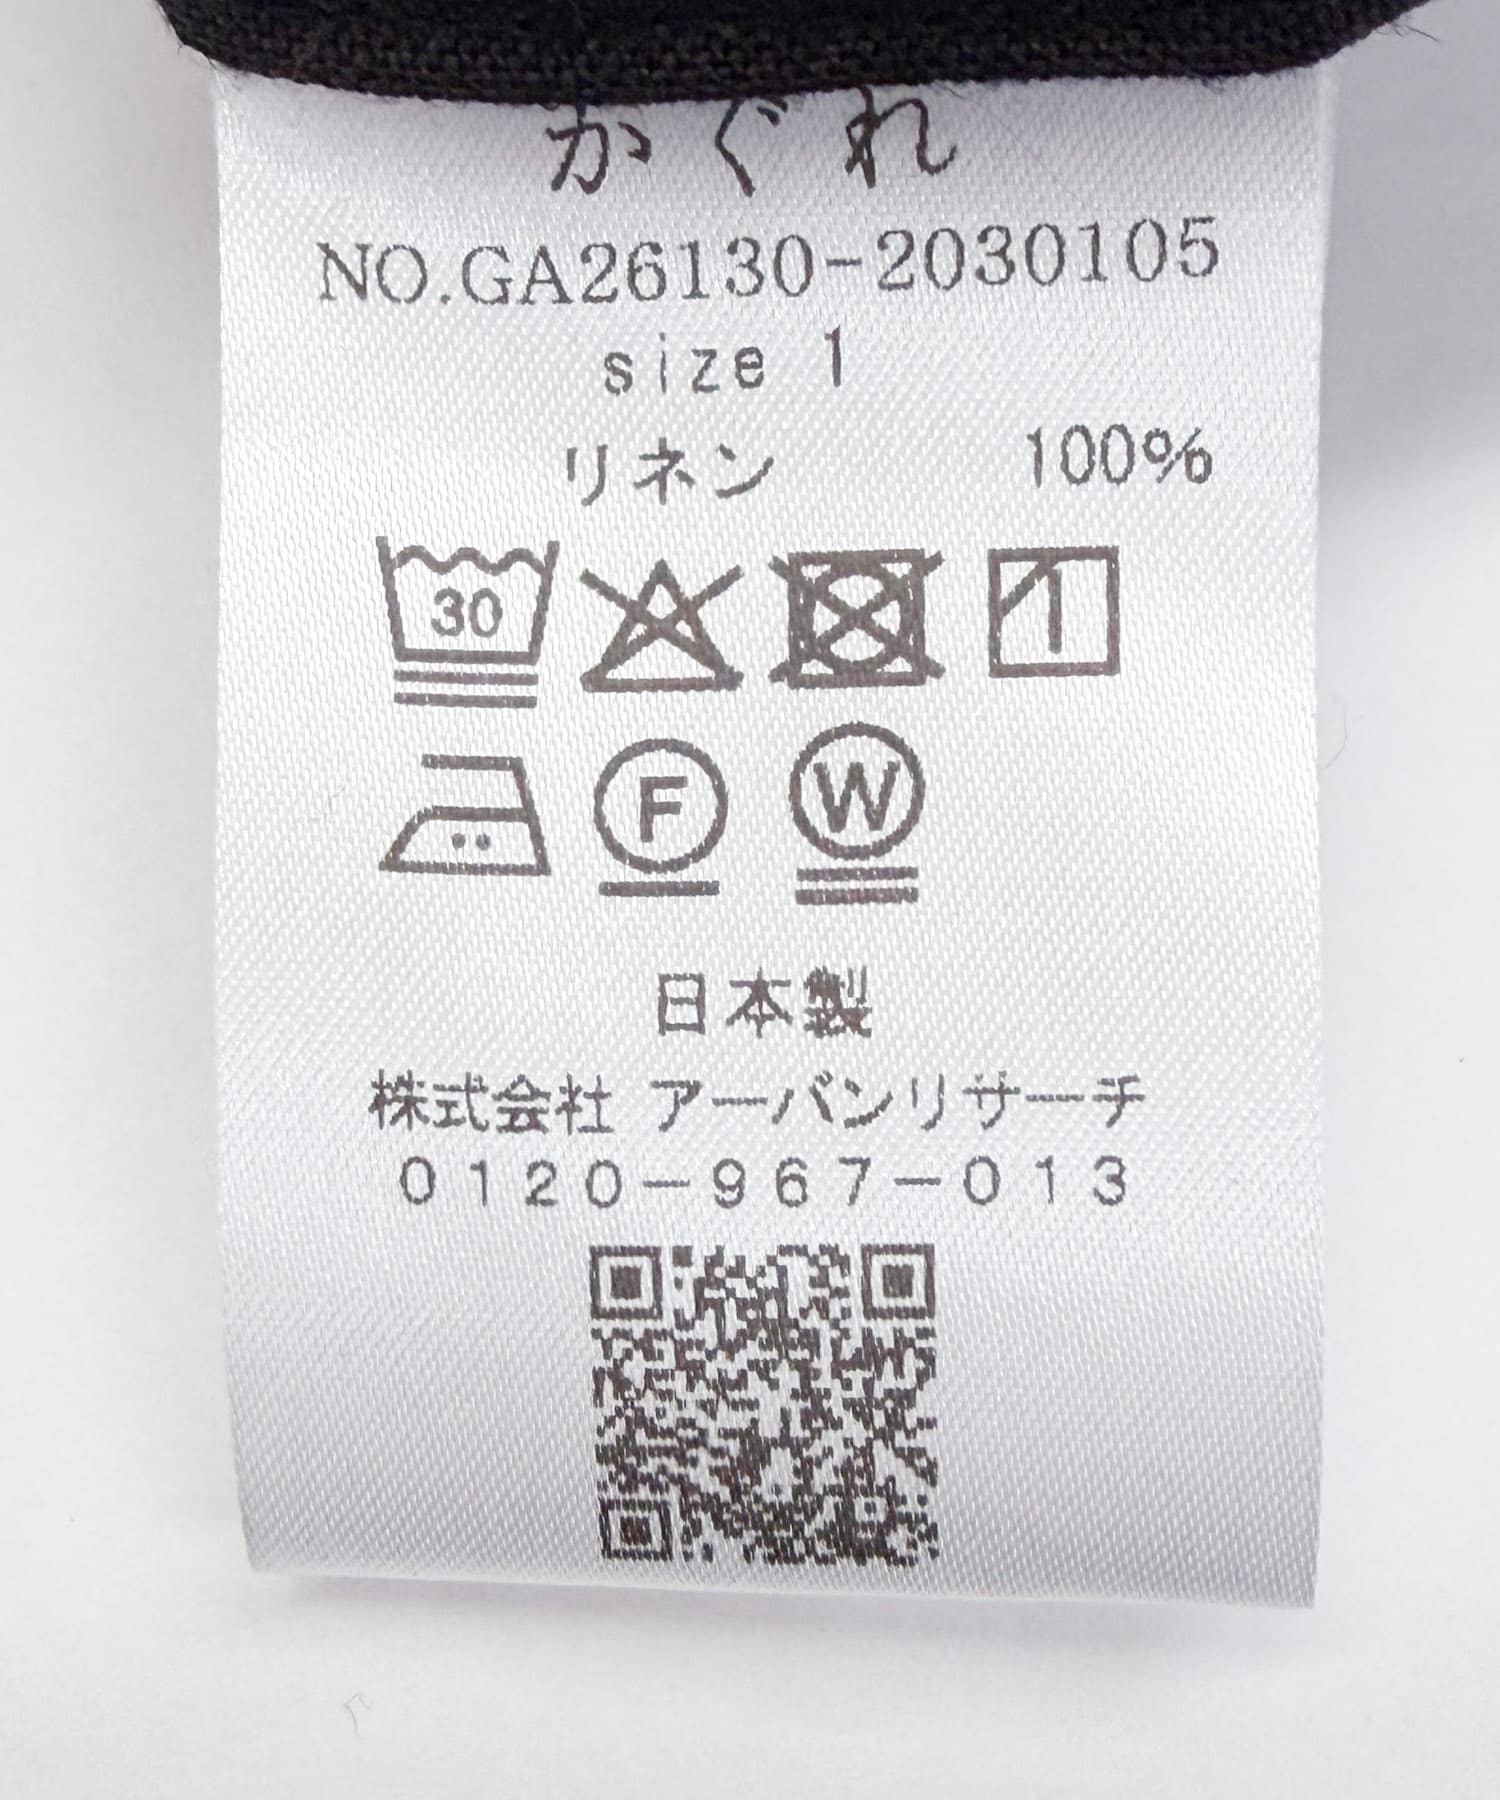 かぐれ
NO.GA26130-2030105
size 1
リネン 100%
30
F W
日本製
株式会社 アーバンリサーチ
0120-967-013